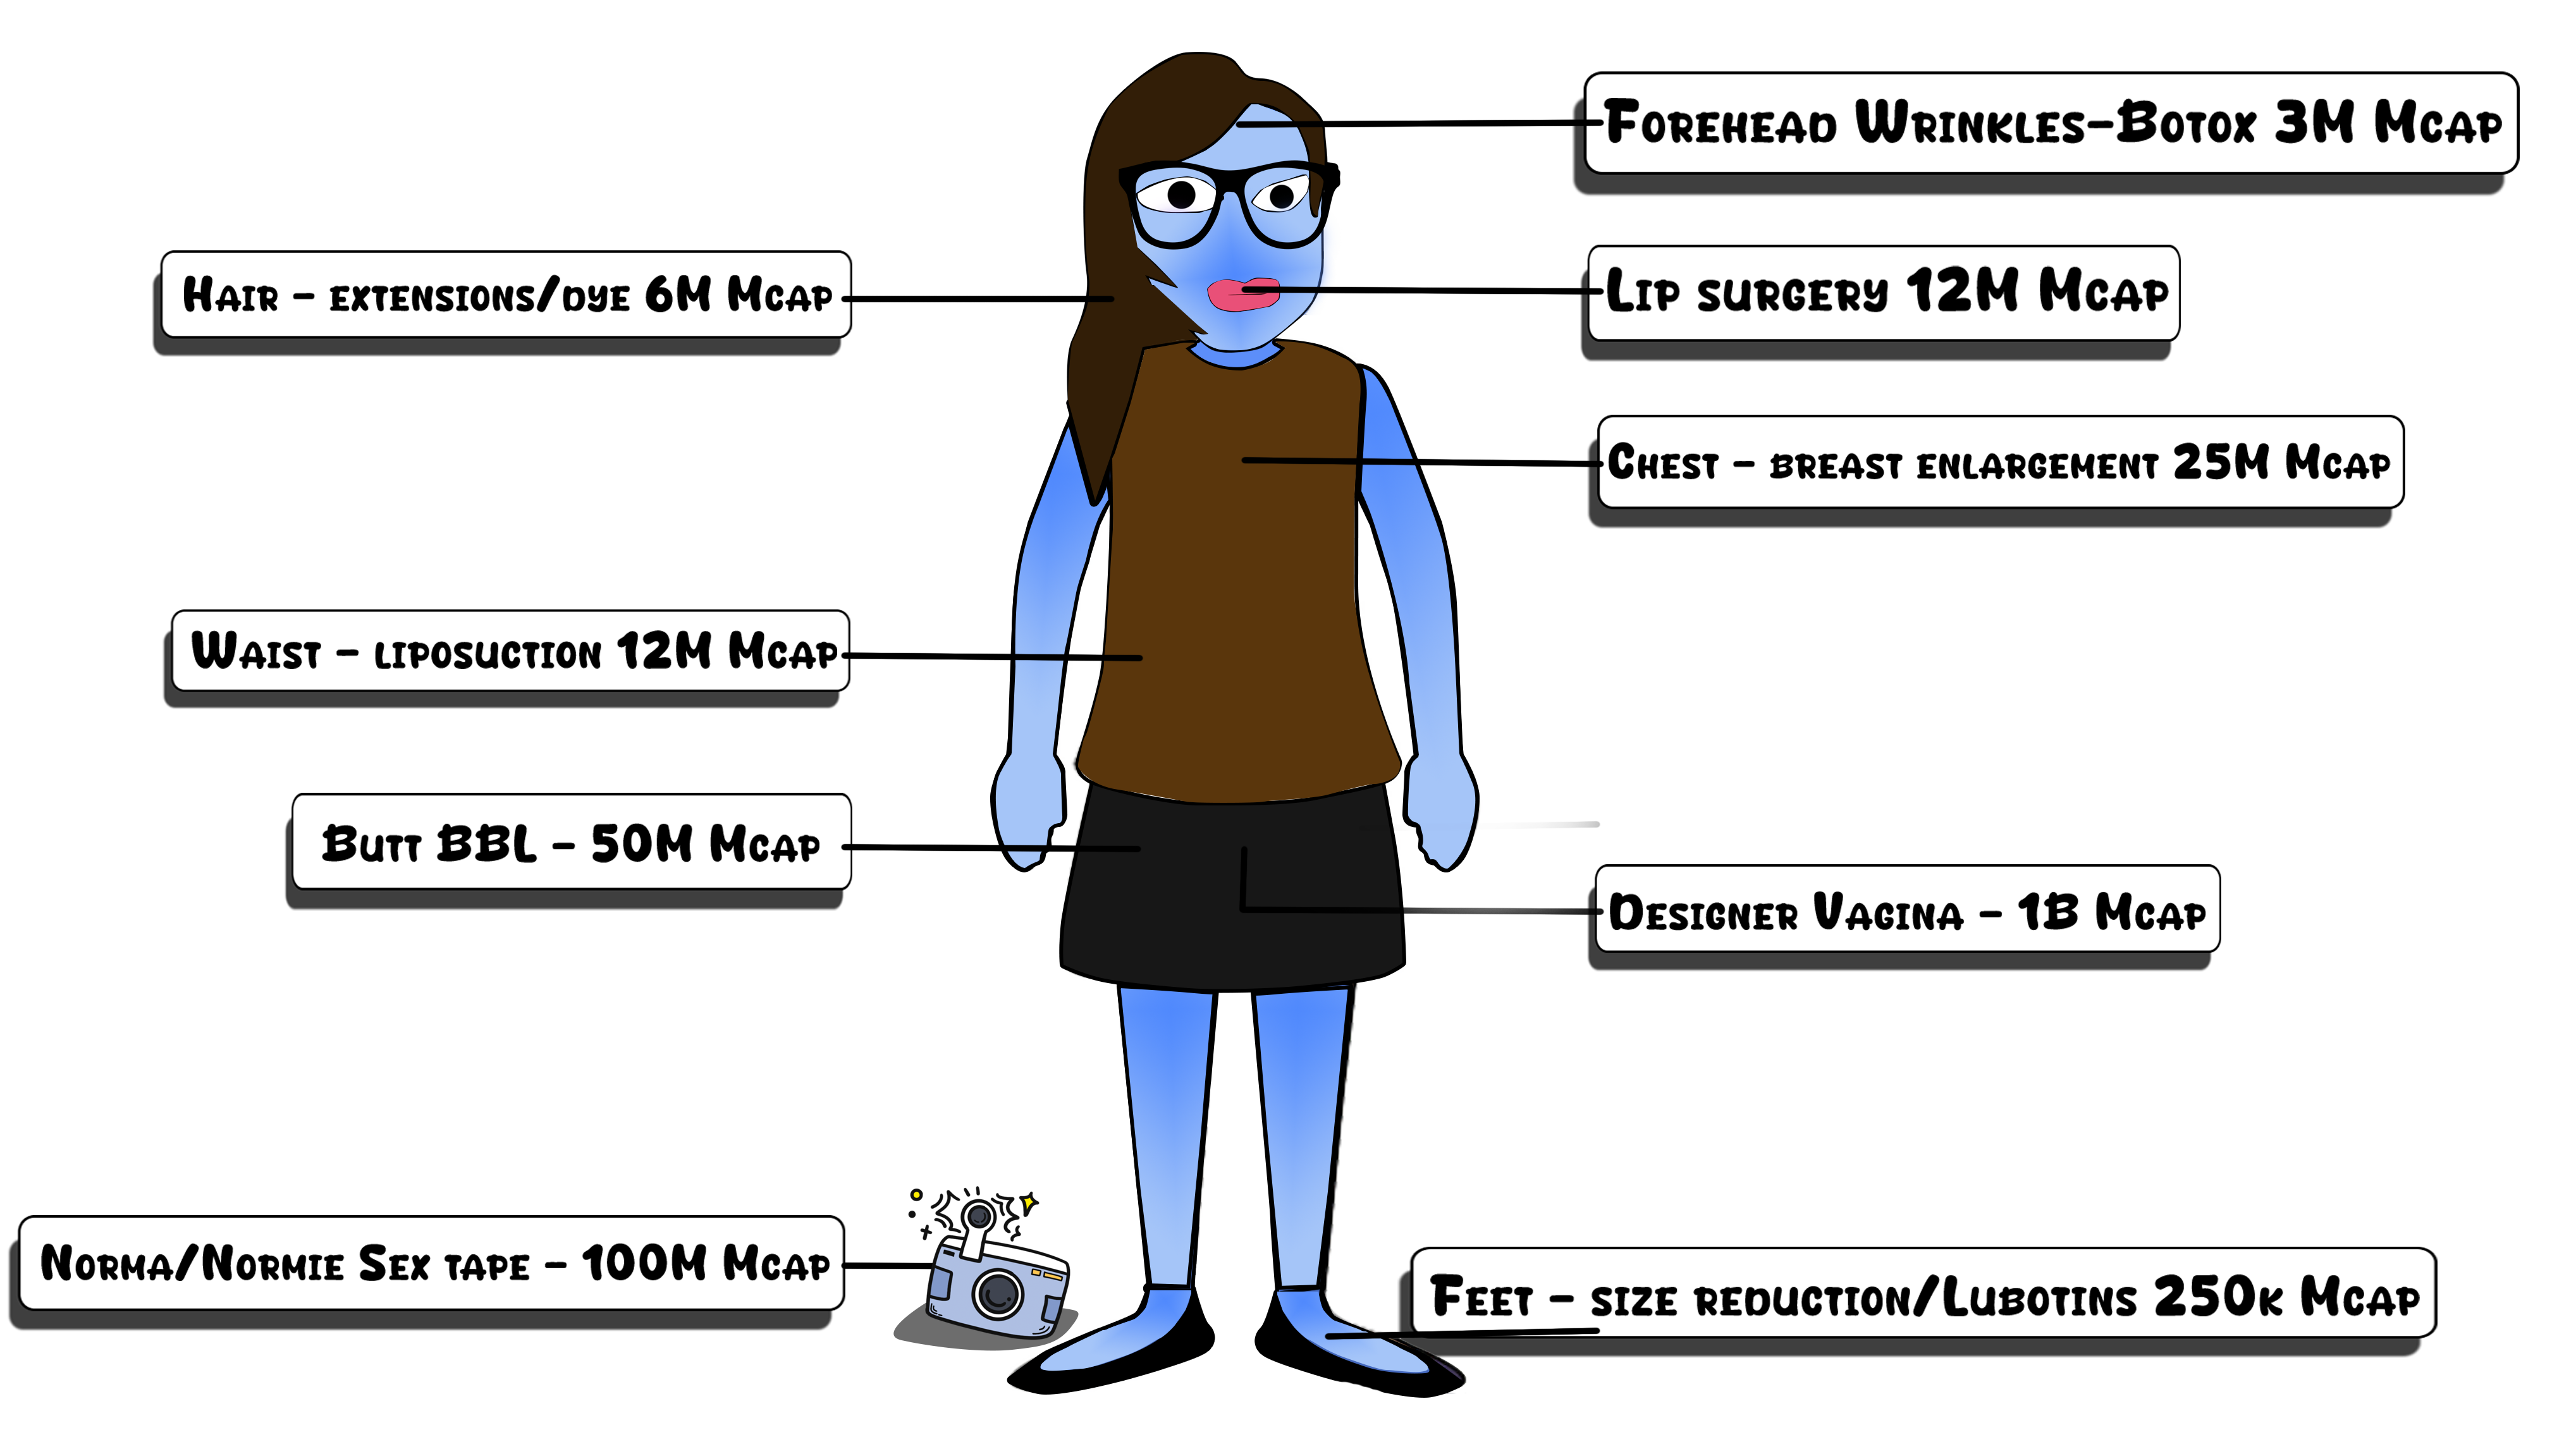 Forehead Wrinkles-Botox 3M Mcap
Hair - extensions/dye 6M Mcap
Lip surgery 12M Mcap
Chest - breast enlargement 25M Mcap
Waist - liposuction 12M Mcap
Butt BBL - 50M Mcap
Designer Vagina - 1B Mcap
Norma/Normie Sex tape - 100M Mcap
Feet - size reduction/Lubotins 250k Mcap